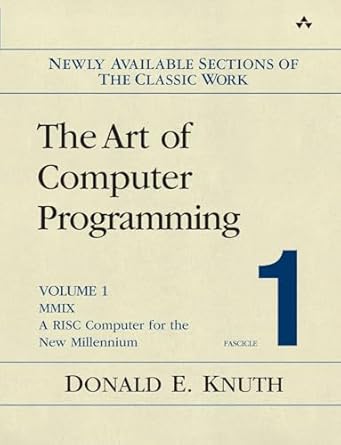 NEWLY AVAILABLE SECTIONS OF
THE CLASSIC WORK
The Art of
Computer
Programming
VOLUME 1
MMIX
A RISC Computer for the
New Millennium
FASCICLE
1
DONALD E. KNUTH